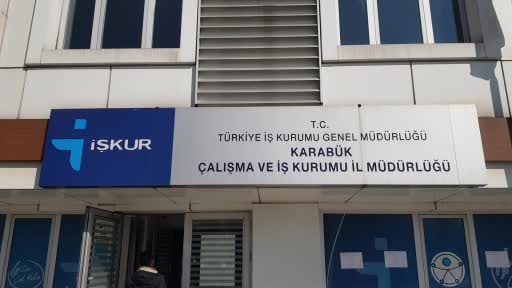 İŞKUR
T.C.
TÜRKİYE İŞ KURUMU GENEL MÜDÜRLÜĞÜ
KARABÜK
ÇALIŞMA VE İŞ KURUMU İL MÜDÜRLÜĞÜ